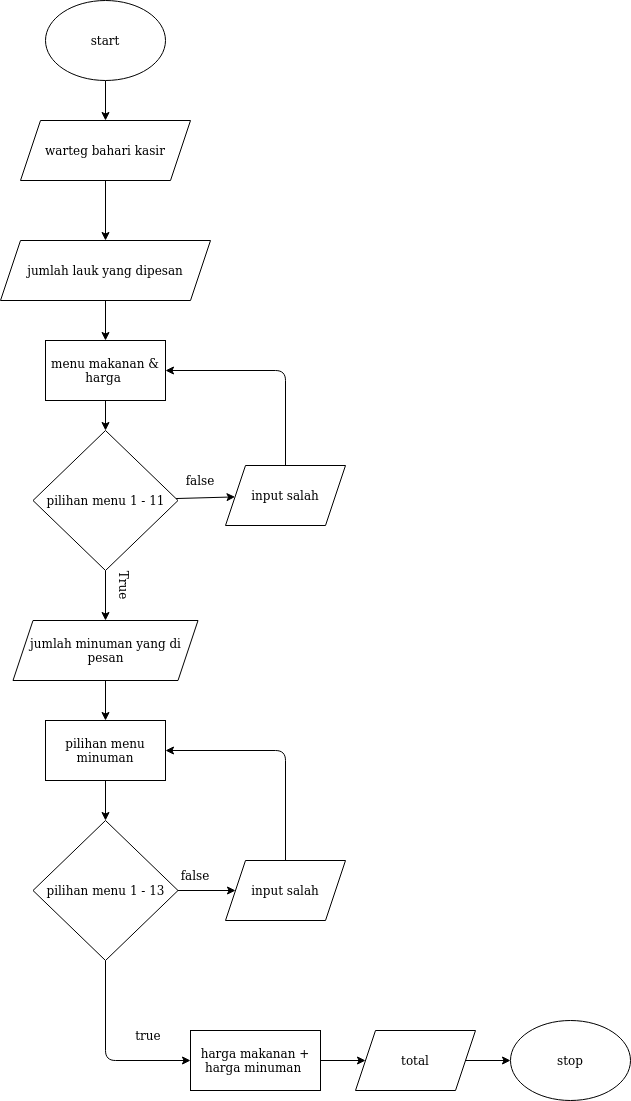 start
warteg bahari kasir
jumlah lauk yang dipesan
menu makanan &
harga
pilihan menu 1 - 11
false
input salah
True
jumlah minuman yang di
pesan
pilihan menu
minuman
pilihan menu 1 - 13
false
input salah
true
harga makanan +
harga minuman
total
stop